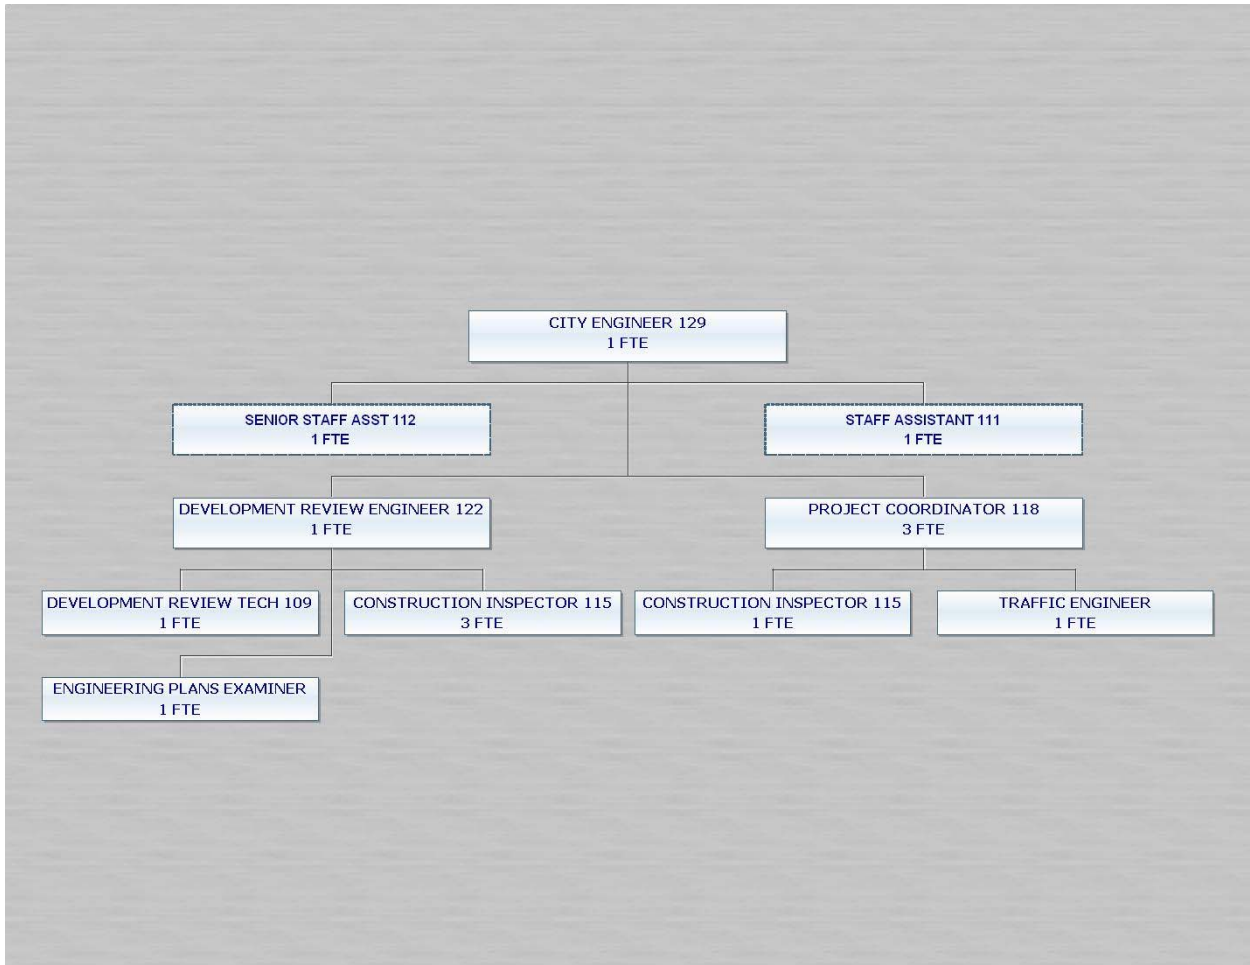 CITY ENGINEER 129
1 FTE
SENIOR STAFF ASST 112
1 FTE
STAFF ASSISTANT 111
1 FTE
DEVELOPMENT REVIEW ENGINEER 122
1 FTE
PROJECT COORDINATOR 118
3 FTE
DEVELOPMENT REVIEW TECH 109
1 FTE
CONSTRUCTION INSPECTOR 115
3 FTE
CONSTRUCTION INSPECTOR 115
1 FTE
TRAFFIC ENGINEER
1 FTE
ENGINEERING PLANS EXAMINER
1 FTE